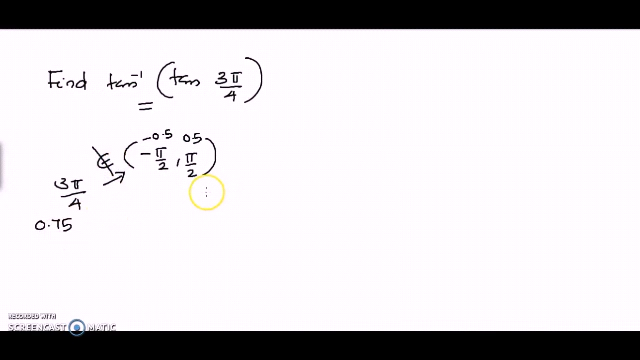 Find tan⁻¹ (tan 3π/4)
=
-0.5 0.5
∉ (-π/2, π/2)
3π/4 →
0.75
RECORDED WITH
SCREENCAST MATIC